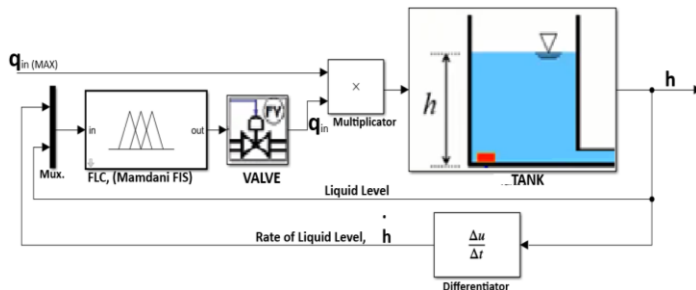 q in (MAX)
×
h
in
out
FY
Multiplicator
q in
h
Mux.
FLC, (Mamdani FIS)
VALVE
TANK
Liquid Level
Rate of Liquid Level, ḣ
Δu
Δt
Differentiator